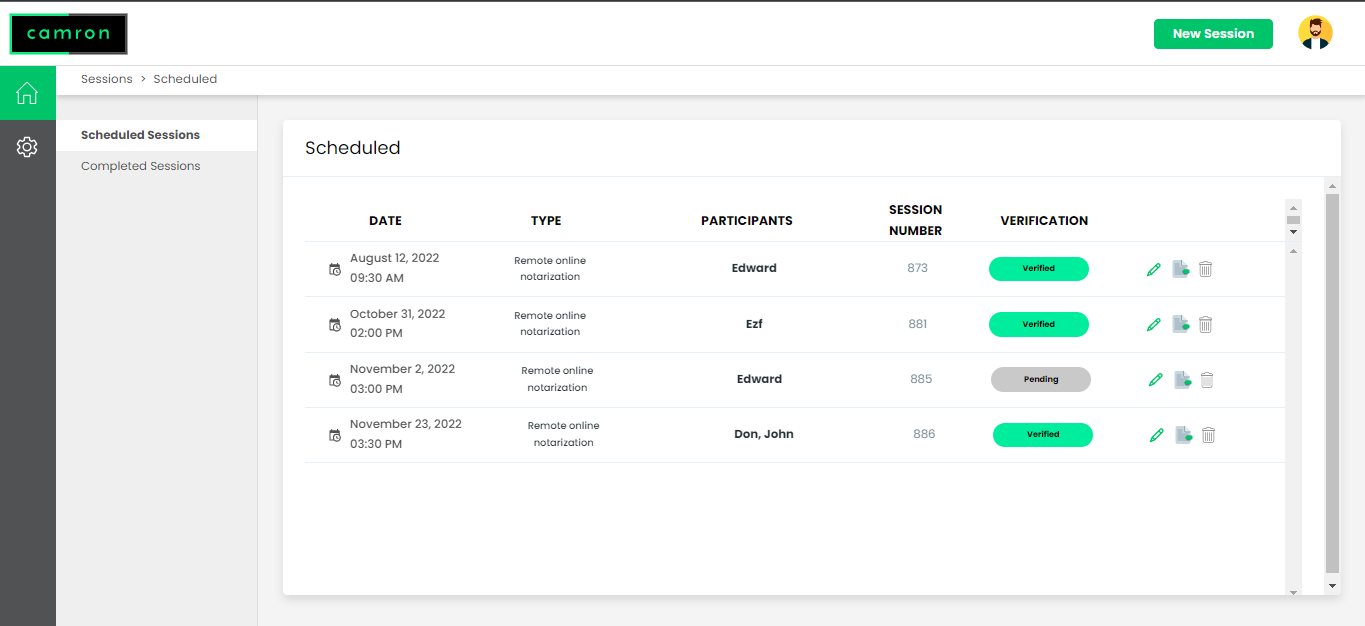 camron
New Session
Sessions > Scheduled
Scheduled Sessions
Completed Sessions
Scheduled
DATE TYPE PARTICIPANTS SESSION NUMBER VERIFICATION
August 12, 2022
09:30 AM
Remote online
notarization
Edward
873
Verified
October 31, 2022
02:00 PM
Remote online
notarization
Ezf
881
Verified
November 2, 2022
03:00 PM
Remote online
notarization
Edward
885
Pending
November 23, 2022
03:30 PM
Remote online
notarization
Don, John
886
Verified